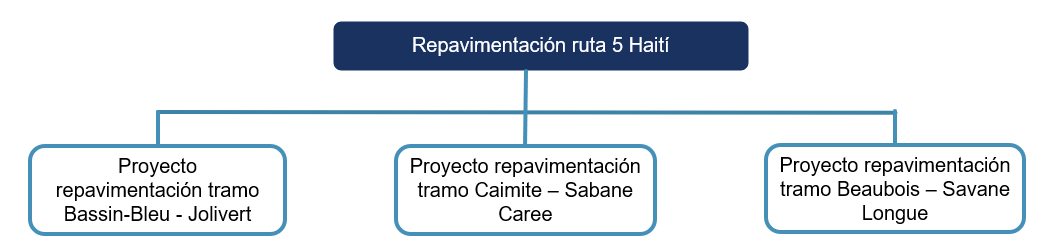 Repavimentación ruta 5 Haití
Proyecto
repavimentación tramo
Bassin-Bleu - Jolivert
Proyecto repavimentación
tramo Caimite – Sabane
Caree
Proyecto repavimentación
tramo Beaubois – Savane
Longue